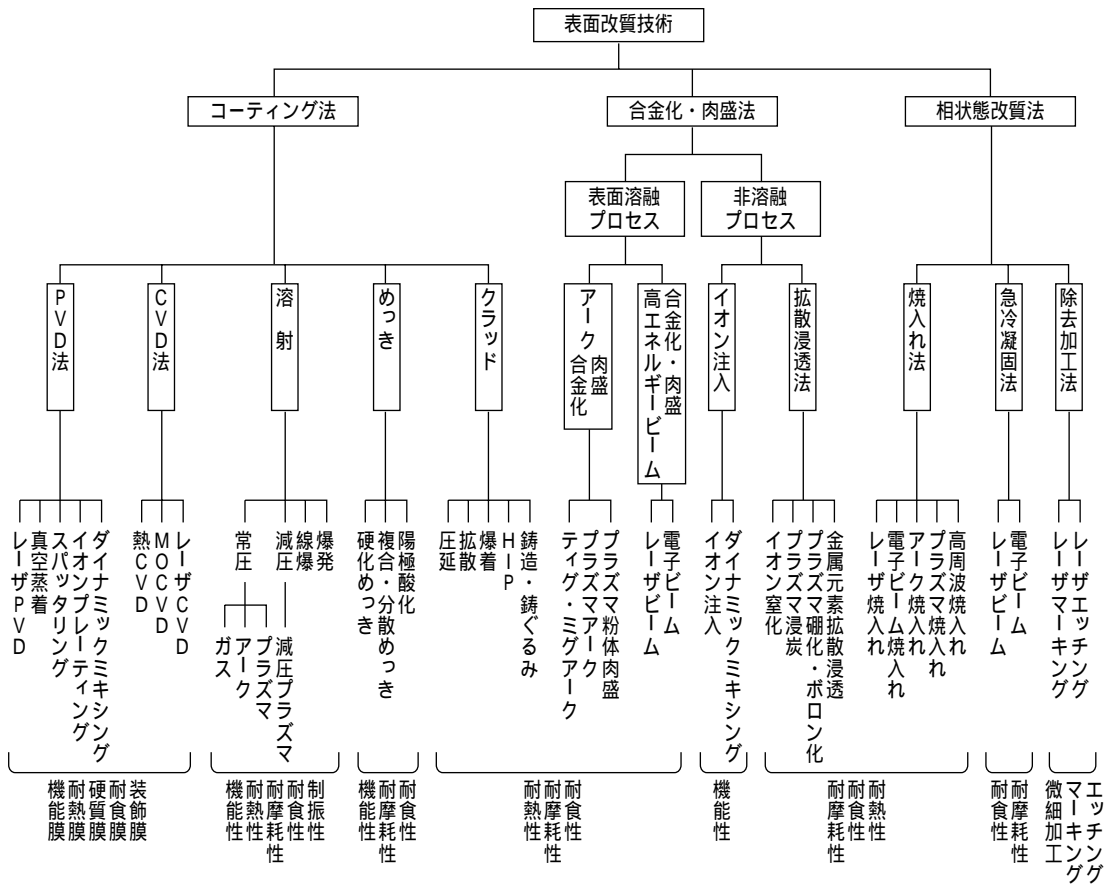 表面改質技術
コーティング法
合金化・肉盛法
相状態改質法
表面溶融
プロセス
非溶融
プロセス
PVD法
CVD法
溶射
めっき
クラッド
アーク
肉盛
合金化
合金化・肉盛
高エネルギービーム
イオン注入
拡散浸透法
焼入れ法
急冷凝固法
除去加工法
ダイナミックミキシング
イオンプレーティング
スパッタリング
真空蒸着
レーザPVD
レーザCVD
MOCVD
熱CVD
爆発
線爆
減圧
常圧
減圧プラズマ
プラズマ
アーク
ガス
陽極酸化
複合・分散めっき
硬化めっき
鋳造・鋳ぐるみ
HIP
爆着
拡散
圧延
プラズマ粉体肉盛
プラズマアーク
ティグ・ミグアーク
電子ビーム
レーザビーム
ダイナミックミキシング
イオン注入
金属元素拡散浸透
プラズマ硼化・ボロン化
プラズマ浸炭
イオン窒化
高周波焼入れ
プラズマ焼入れ
アーク焼入れ
電子ビーム焼入れ
レーザ焼入れ
電子ビーム
レーザビーム
レーザエッチング
レーザマーキング
装飾膜
耐食膜
硬質膜
耐熱膜
機能膜
制振性
耐食性
耐摩耗性
耐熱性
機能性
耐食性
耐摩耗性
機能性
耐食性
耐摩耗性
耐熱性
機能性
耐熱性
耐食性
耐摩耗性
耐摩耗性
耐食性
エッチング
マーキング
微細加工